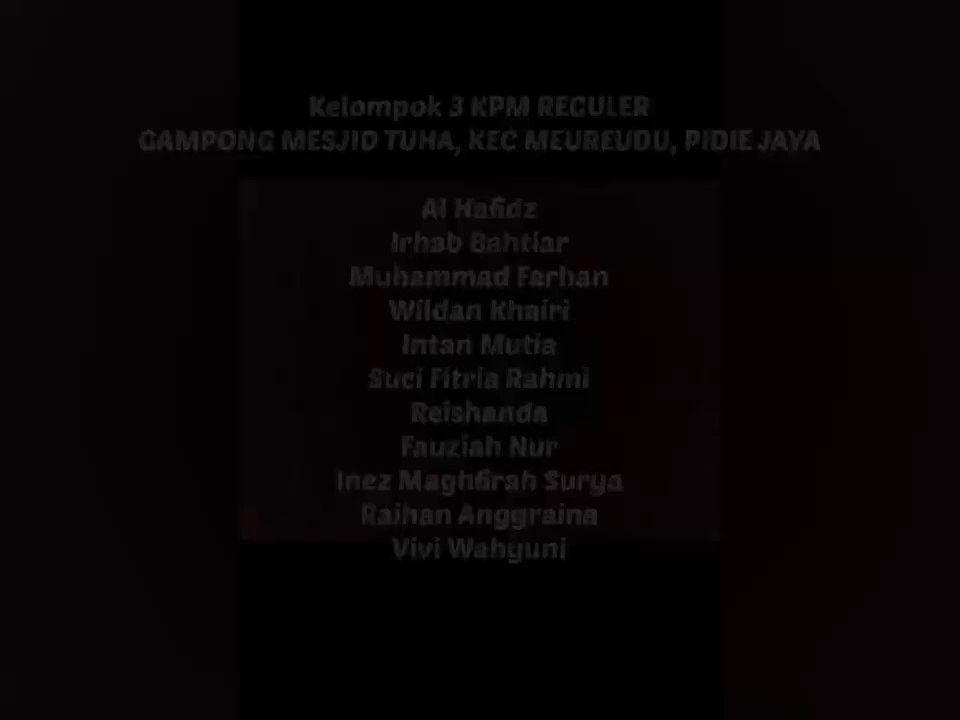 Kelompok 3 KPM REGULER
GAMPONG MESJID TUHA, KEC MEUREUDU, PIDIE JAYA
Al Hafidz
Irhab Bahtiar
Muhammad Farhan
Wildan Khairi
Intan Mutia
Suci Fitria Rahmi
Reishanda
Fauziah Nur
Inez Maghfirah Surya
Raihan Anggraina
Vivi Wahyuni